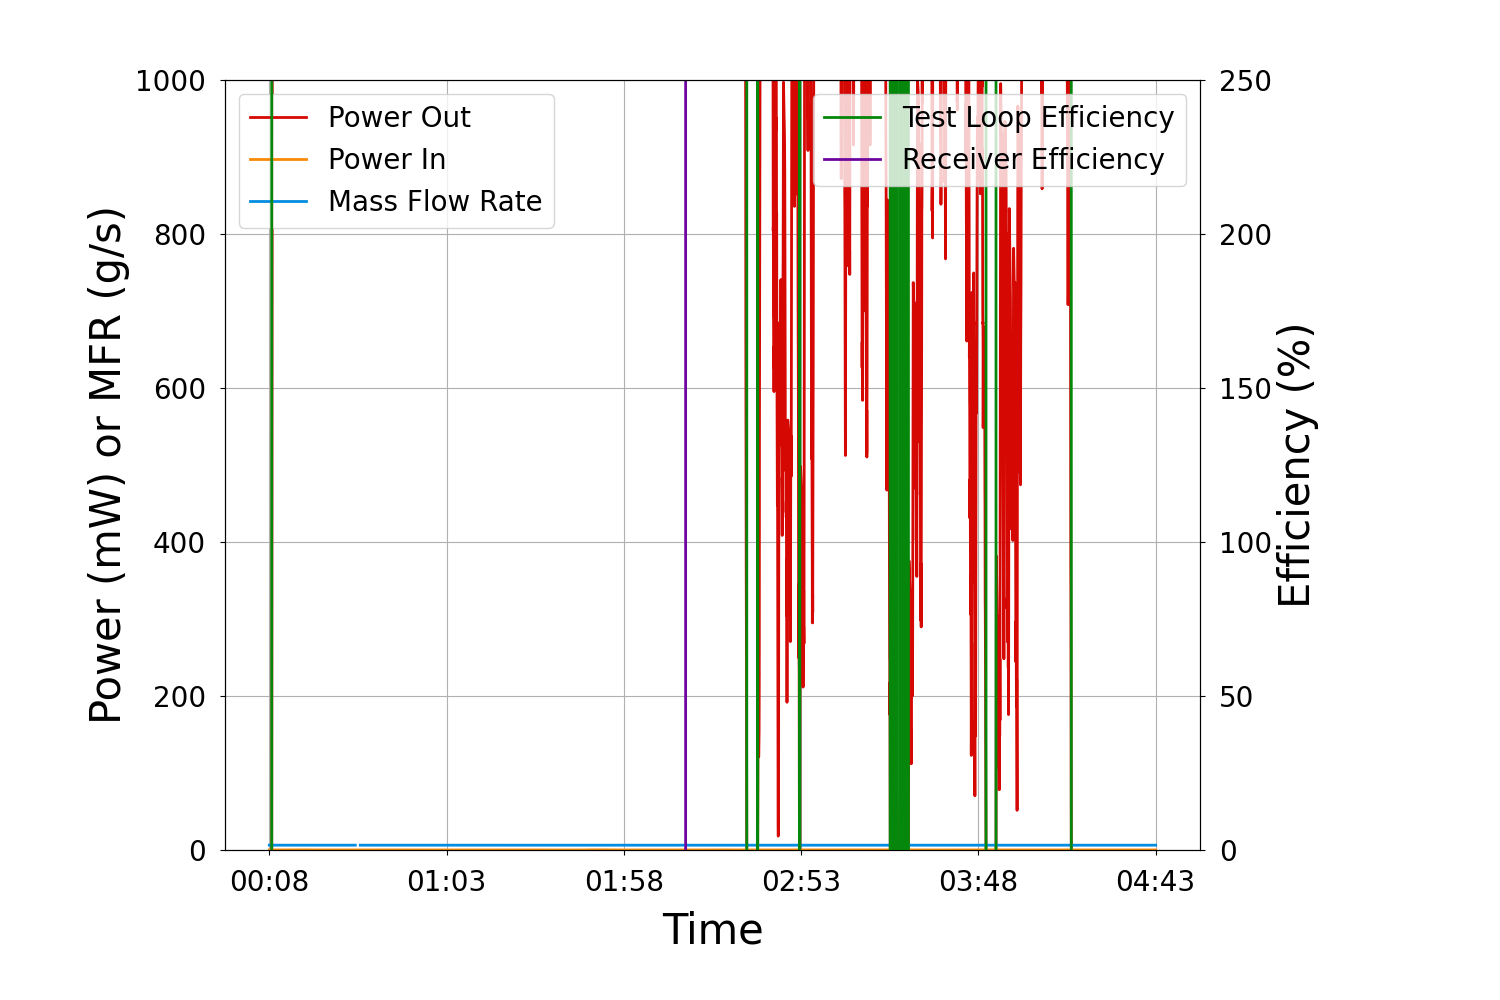 1000
800
600
400
200
0
Power (mW) or MFR (g/s)
Power Out
Power In
Mass Flow Rate
Test Loop Efficiency
Receiver Efficiency
250
200
150
100
50
0
Efficiency (%)
00:08 01:03 01:58 02:53 03:48 04:43
Time